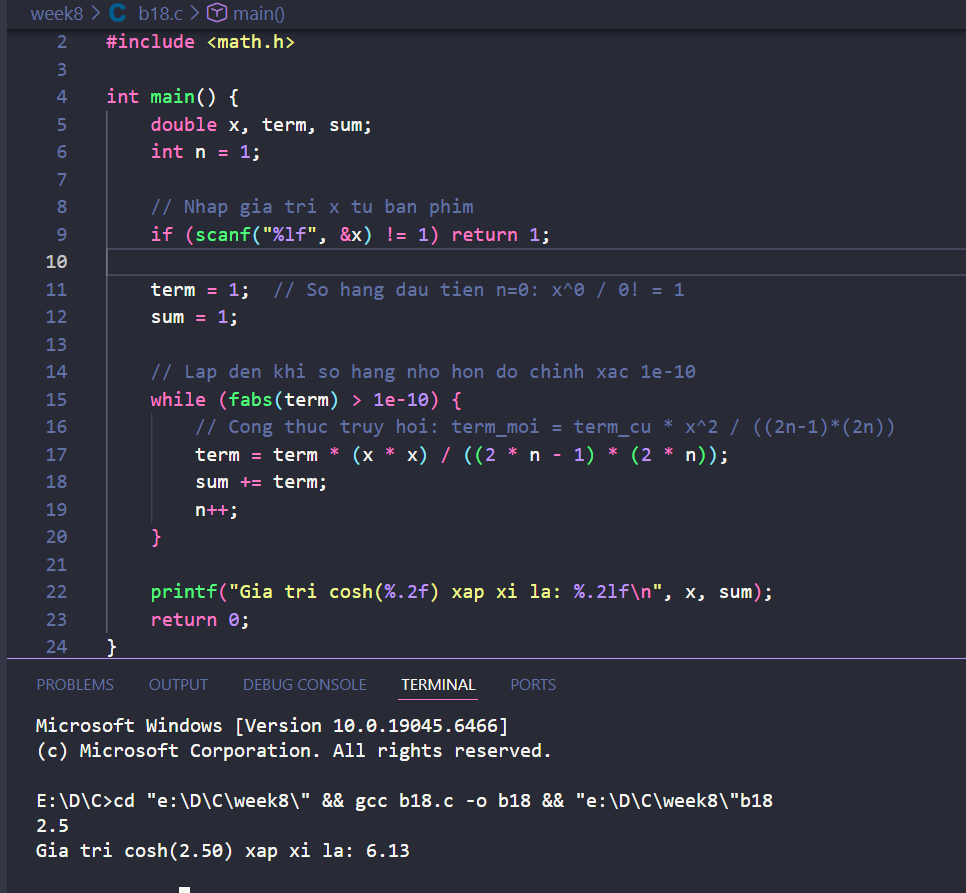 week8 > C b18.c > main()
2 #include <math.h>
3
4 int main() {
5     double x, term, sum;
6     int n = 1;
7
8     // Nhap gia tri x tu ban phim
9     if (scanf("%lf", &x) != 1) return 1;
10
11     term = 1;  // So hang dau tien n=0: x^0 / 0! = 1
12     sum = 1;
13
14     // Lap den khi so hang nho hon do chinh xac 1e-10
15     while (fabs(term) > 1e-10) {
16         // Cong thuc truy hoi: term_moi = term_cu * x^2 / ((2n-1)*(2n))
17         term = term * (x * x) / ((2 * n - 1) * (2 * n));
18         sum += term;
19         n++;
20     }
21
22     printf("Gia tri cosh(%.2f) xap xi la: %.2lf\n", x, sum);
23     return 0;
24 }
PROBLEMS OUTPUT DEBUG CONSOLE TERMINAL PORTS
Microsoft Windows [Version 10.0.19045.6466]
(c) Microsoft Corporation. All rights reserved.
E:\D\C>cd "e:\D\C\week8\" && gcc b18.c -o b18 && "e:\D\C\week8\"b18
2.5
Gia tri cosh(2.50) xap xi la: 6.13